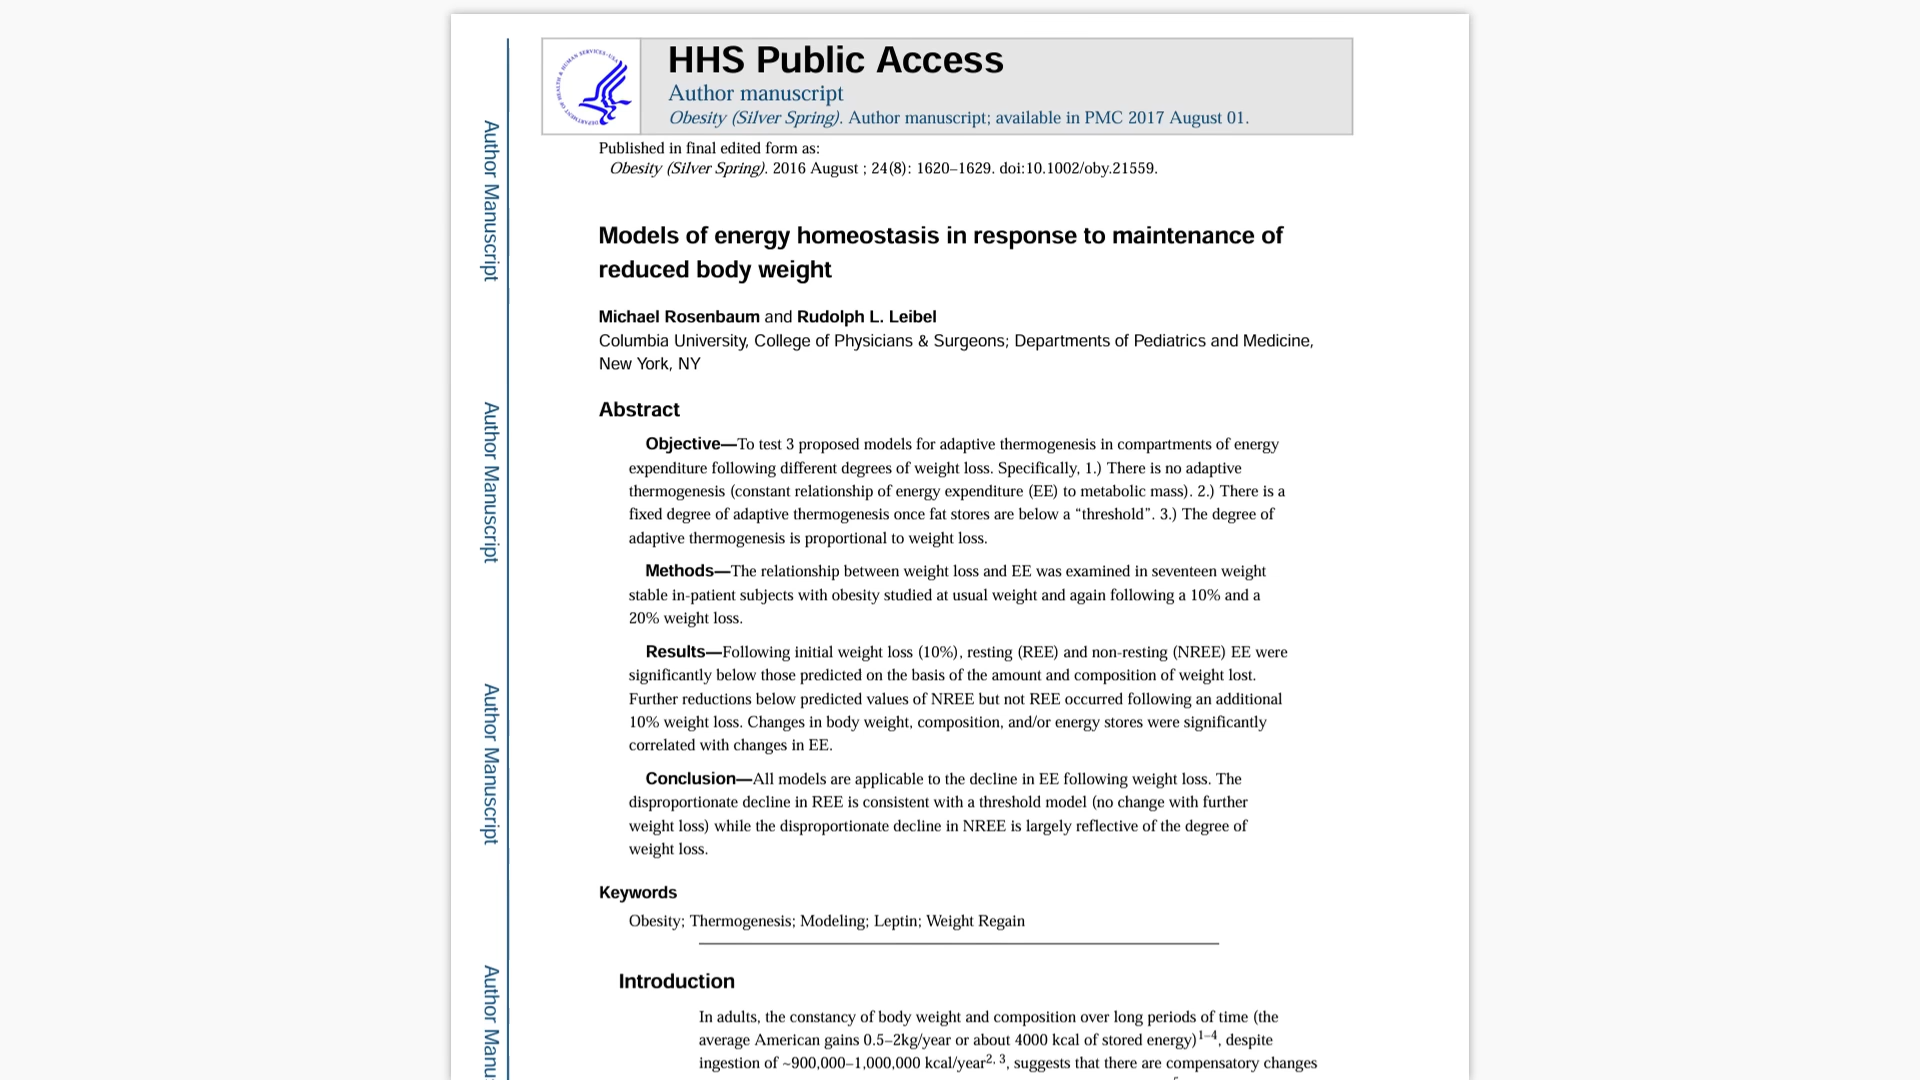 HHS Public Access
Author manuscript
Obesity (Silver Spring). Author manuscript; available in PMC 2017 August 01.
Published in final edited form as:
Obesity (Silver Spring). 2016 August ; 24(8): 1620–1629. doi:10.1002/oby.21559.
Models of energy homeostasis in response to maintenance of
reduced body weight
Michael Rosenbaum and Rudolph L. Leibel
Columbia University, College of Physicians & Surgeons; Departments of Pediatrics and Medicine,
New York, NY
Abstract
Objective—To test 3 proposed models for adaptive thermogenesis in compartments of energy
expenditure following different degrees of weight loss. Specifically, 1.) There is no adaptive
thermogenesis (constant relationship of energy expenditure (EE) to metabolic mass). 2.) There is a
fixed degree of adaptive thermogenesis once fat stores are below a “threshold”. 3.) The degree of
adaptive thermogenesis is proportional to weight loss.
Methods—The relationship between weight loss and EE was examined in seventeen weight
stable in-patient subjects with obesity studied at usual weight and again following a 10% and a
20% weight loss.
Results—Following initial weight loss (10%), resting (REE) and non-resting (NREE) EE were
significantly below those predicted on the basis of the amount and composition of weight lost.
Further reductions below predicted values of NREE but not REE occurred following an additional
10% weight loss. Changes in body weight, composition, and/or energy stores were significantly
correlated with changes in EE.
Conclusion—All models are applicable to the decline in EE following weight loss. The
disproportionate decline in REE is consistent with a threshold model (no change with further
weight loss) while the disproportionate decline in NREE is largely reflective of the degree of
weight loss.
Keywords
Obesity; Thermogenesis; Modeling; Leptin; Weight Regain
Introduction
In adults, the constancy of body weight and composition over long periods of time (the
average American gains 0.5–2kg/year or about 4000 kcal of stored energy)1–4, despite
ingestion of ~900,000–1,000,000 kcal/year2, 3, suggests that there are compensatory changes
Author Manuscript
Author Manuscript
Author Manuscript
Author Manu